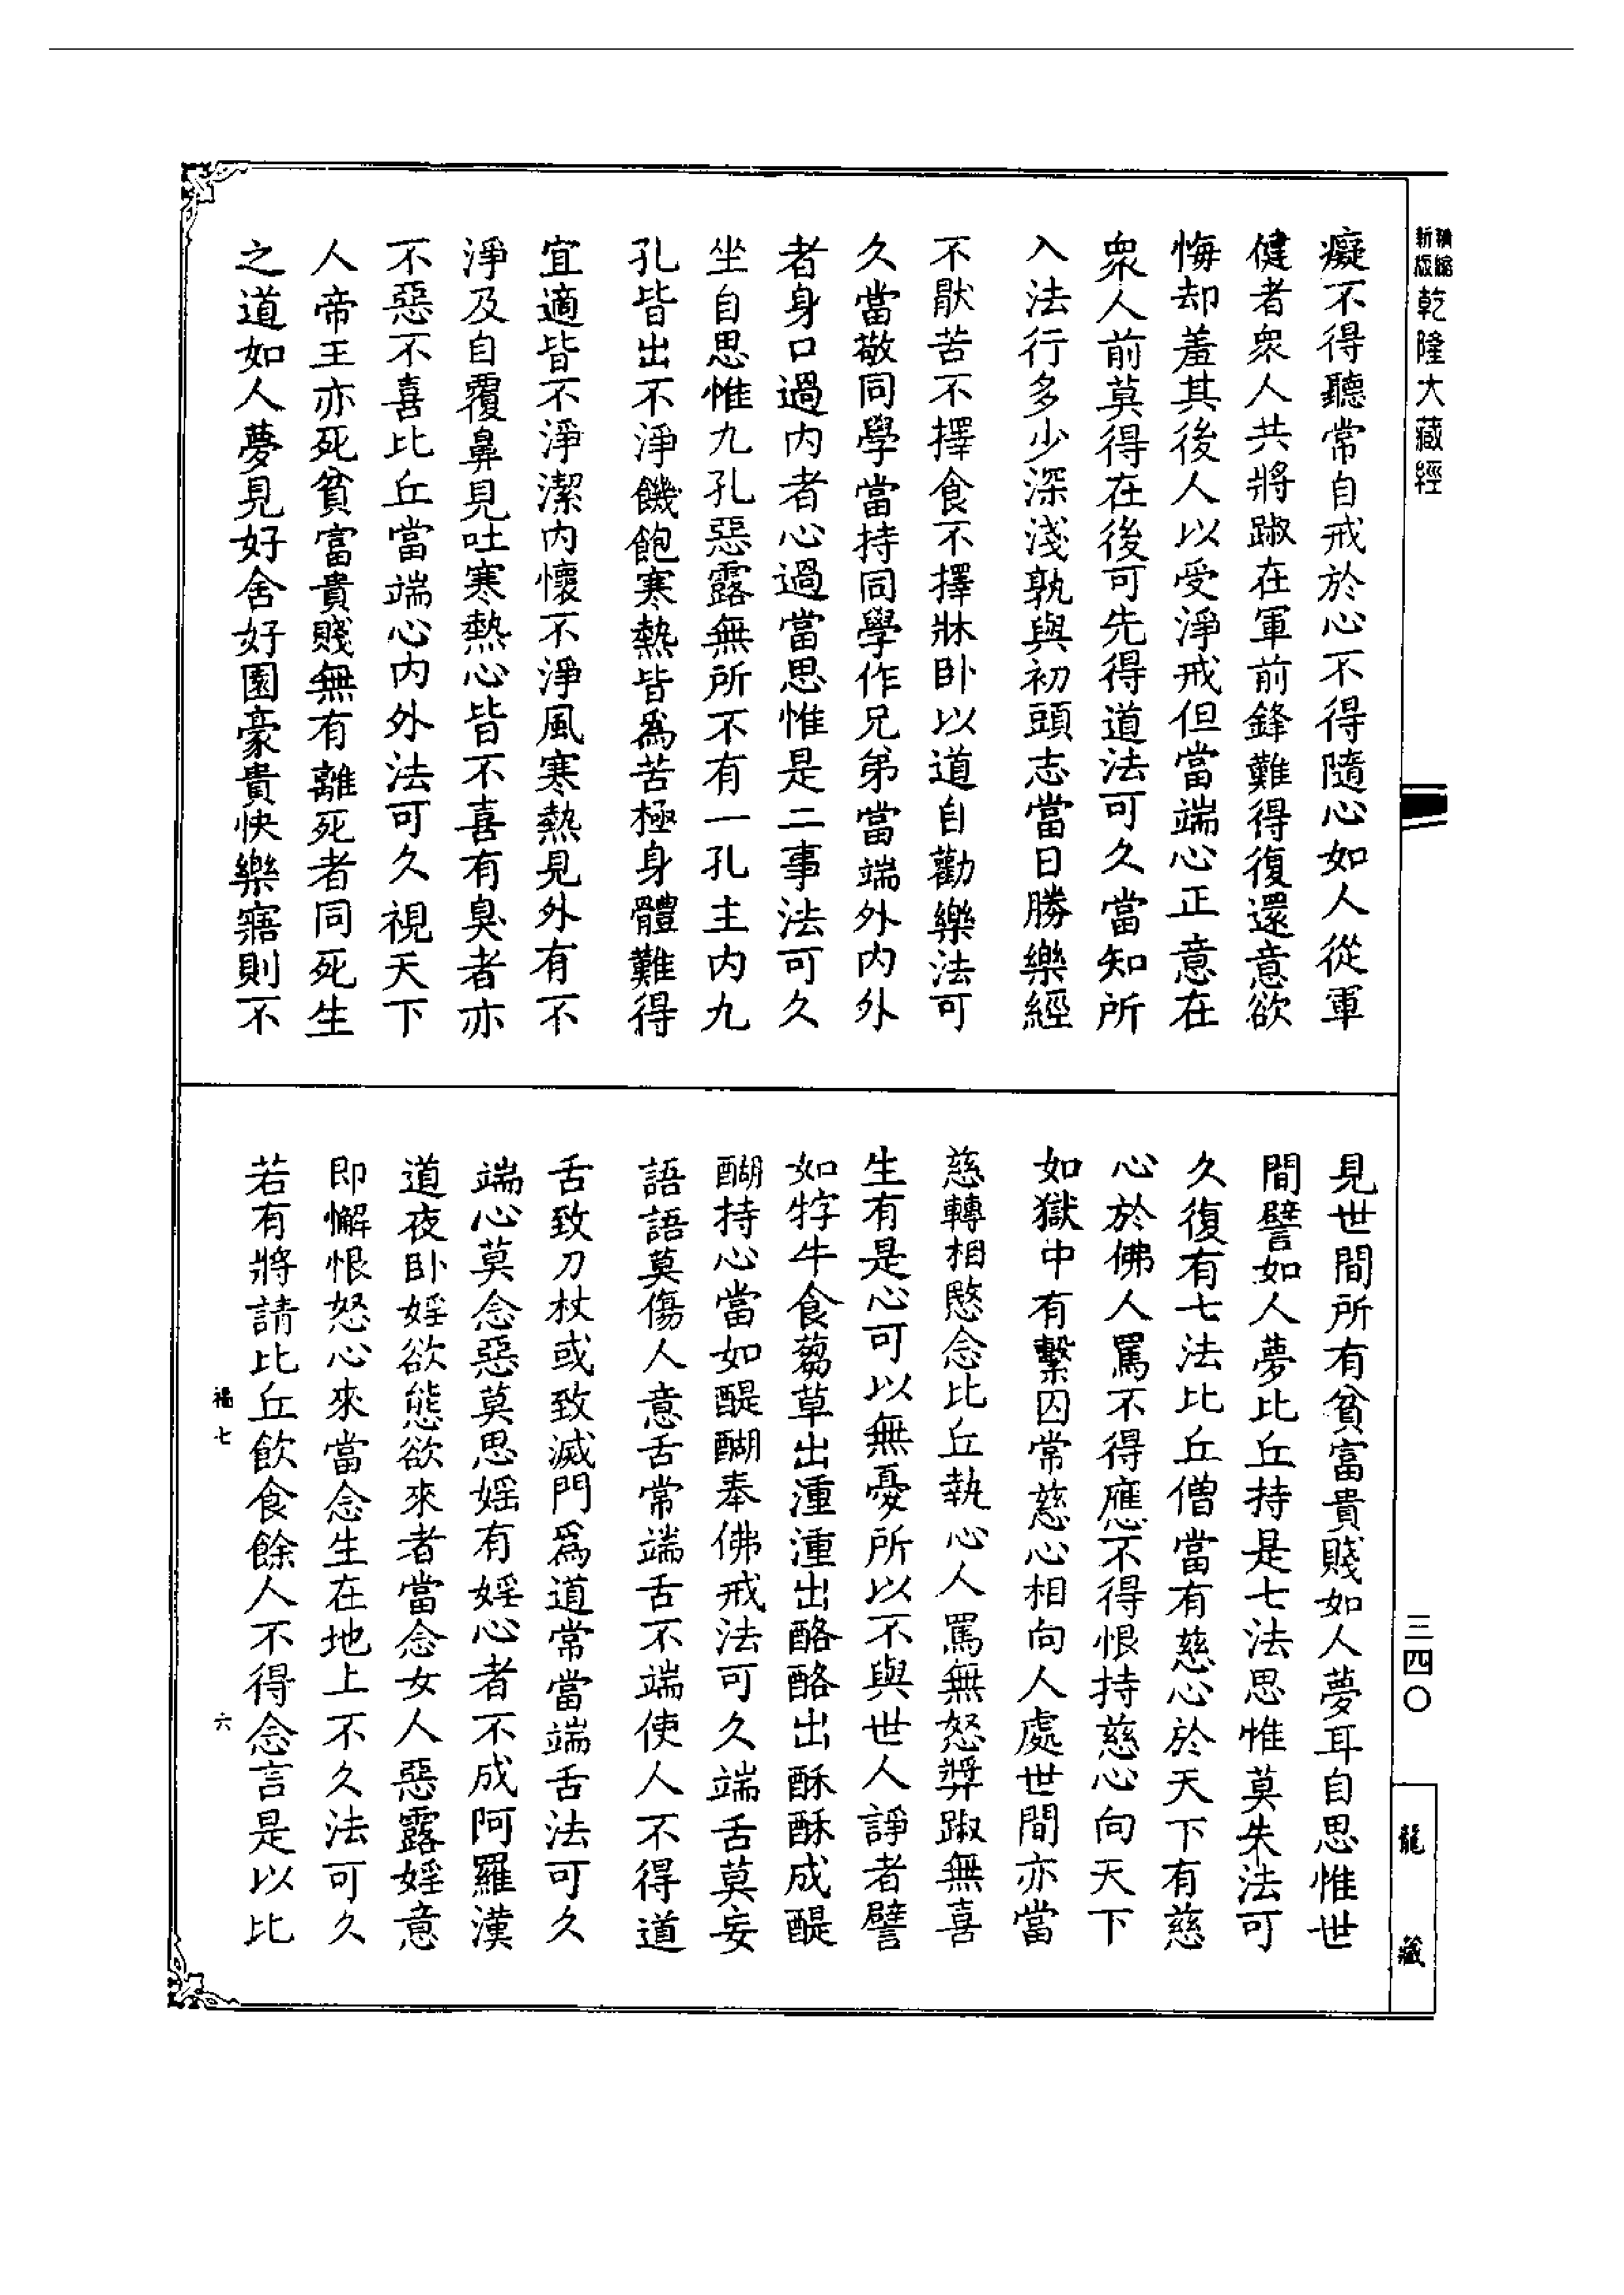 精縮新版乾隆大藏經
癡不得聽常自戒於心不得隨心如人從軍
健者眾人共將踧在軍前鋒難得復還意欲
悔却羞其後人以受淨戒但當端心正意在
眾人前莫得在後可先得道法可久當知所
入法行多少深淺孰與初頭志當日勝樂經
不猒苦不擇食不擇牀卧以道自勸樂法可
久當敬同學當持同學作兄弟當端外内外
者身口過内者心過當思惟是二事法可久
坐自思惟九孔惡露無所不有一孔主内九
孔皆出不淨饑飽寒熱皆爲苦極身體難得
宜適皆不淨潔内懷不淨風寒熱見外有不
淨及自覆鼻見吐寒熱心皆不喜有臭者亦
不惡不喜比丘當端心内外法可久視天下
人帝王亦死貧富貴賤無有離死者同死生
之道如人夢見好舍好園豪貴快樂寤則不
見世間所有貧富貴賤如人夢耳自思惟世
間譬如人夢比丘持是七法思惟莫失法可
久復有七法比丘僧當有慈心於天下有慈
心於佛人罵不得應不得恨持慈心向天下
如獄中有繫囚常慈心相向人處世間亦當
慈轉相愍念比丘執心人罵無怒弉踧無喜
生有是心可以無憂所以不與世人諍者譬
如牸牛食蒭草出湩湩出酪酪出酥酥成醍
醐持心當如醍醐奉佛戒法可久端舌莫妄
語語莫傷人意舌常端舌不端使人不得道
舌致刀杖或致滅門爲道常當端舌法可久
端心莫念惡莫思婬有婬心者不成阿羅漢
道夜卧婬欲態欲來者當念女人惡露婬意
即懈恨怒心來當念生在地上不久法可久
若有將請比丘飲食餘人不得念言是以比
福七
六
三四〇
龍藏